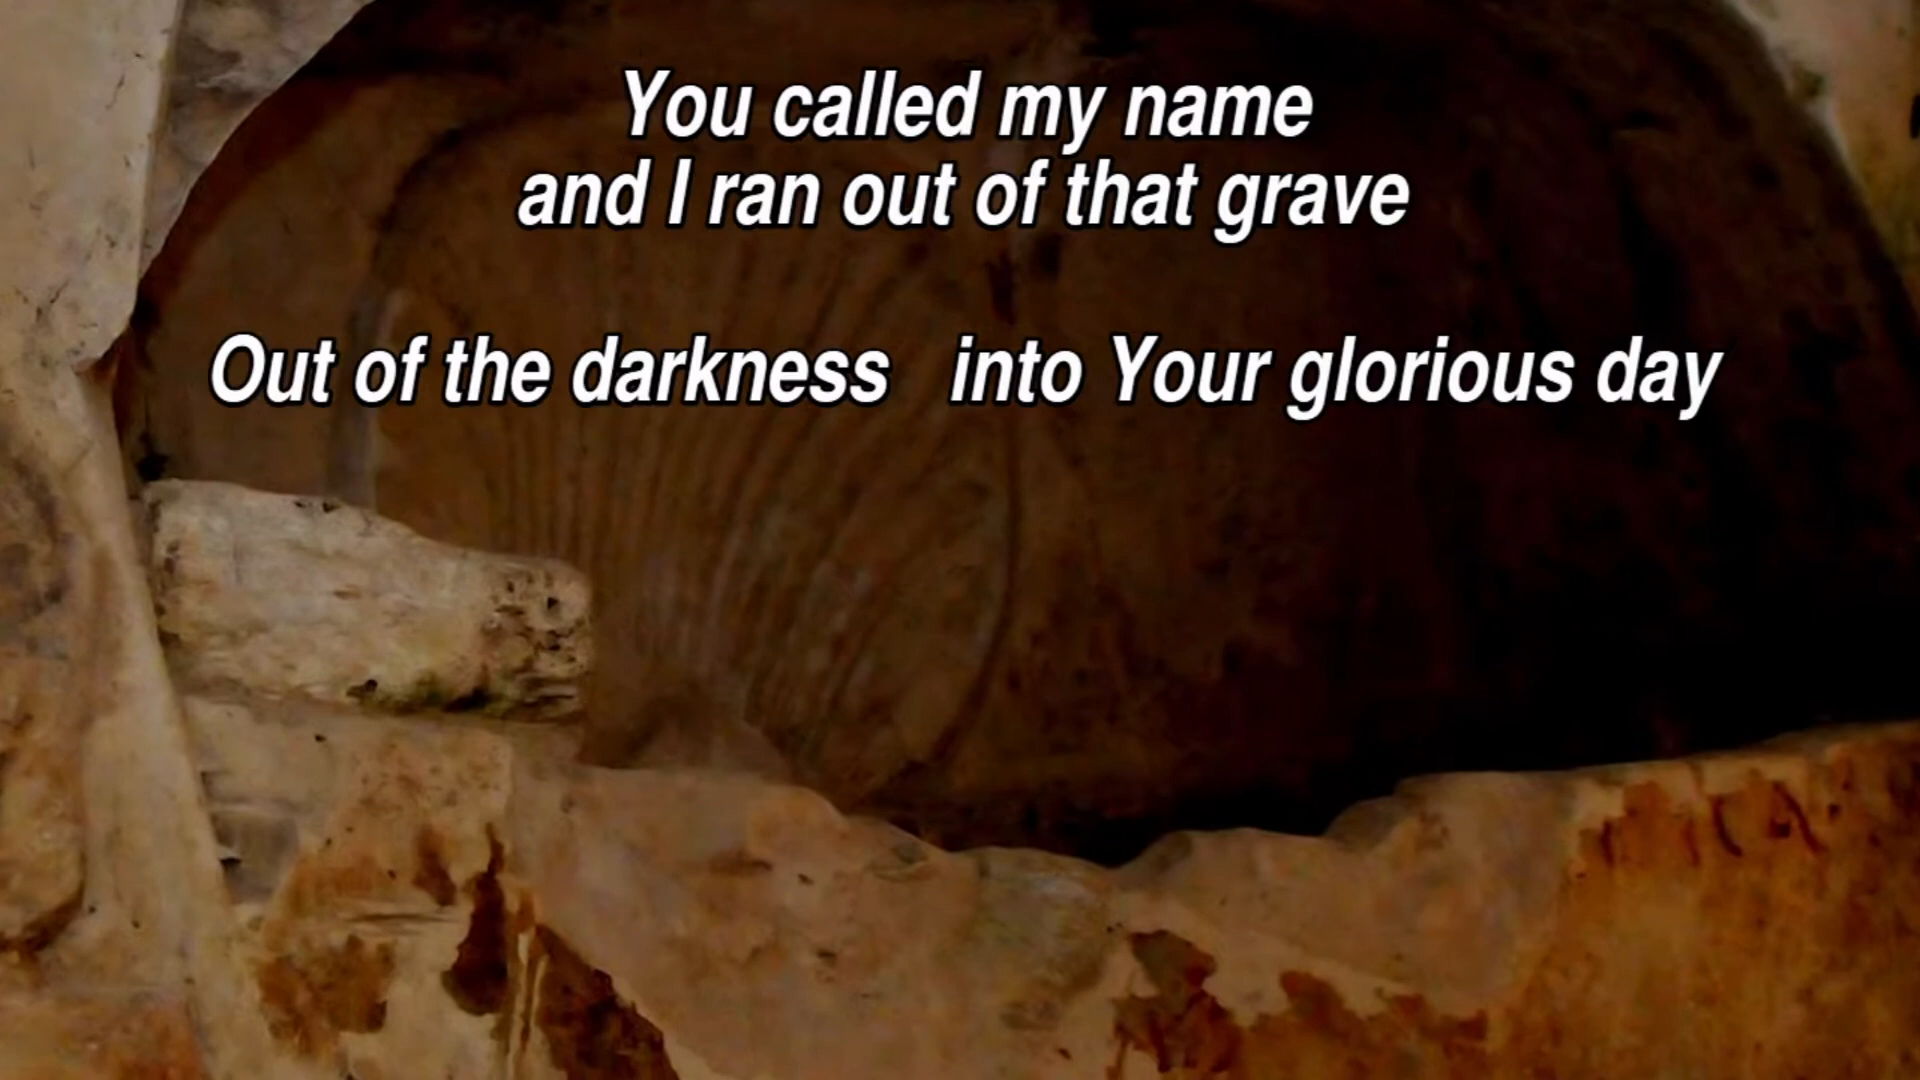 You called my name
and I ran out of that grave
Out of the darkness   into Your glorious day